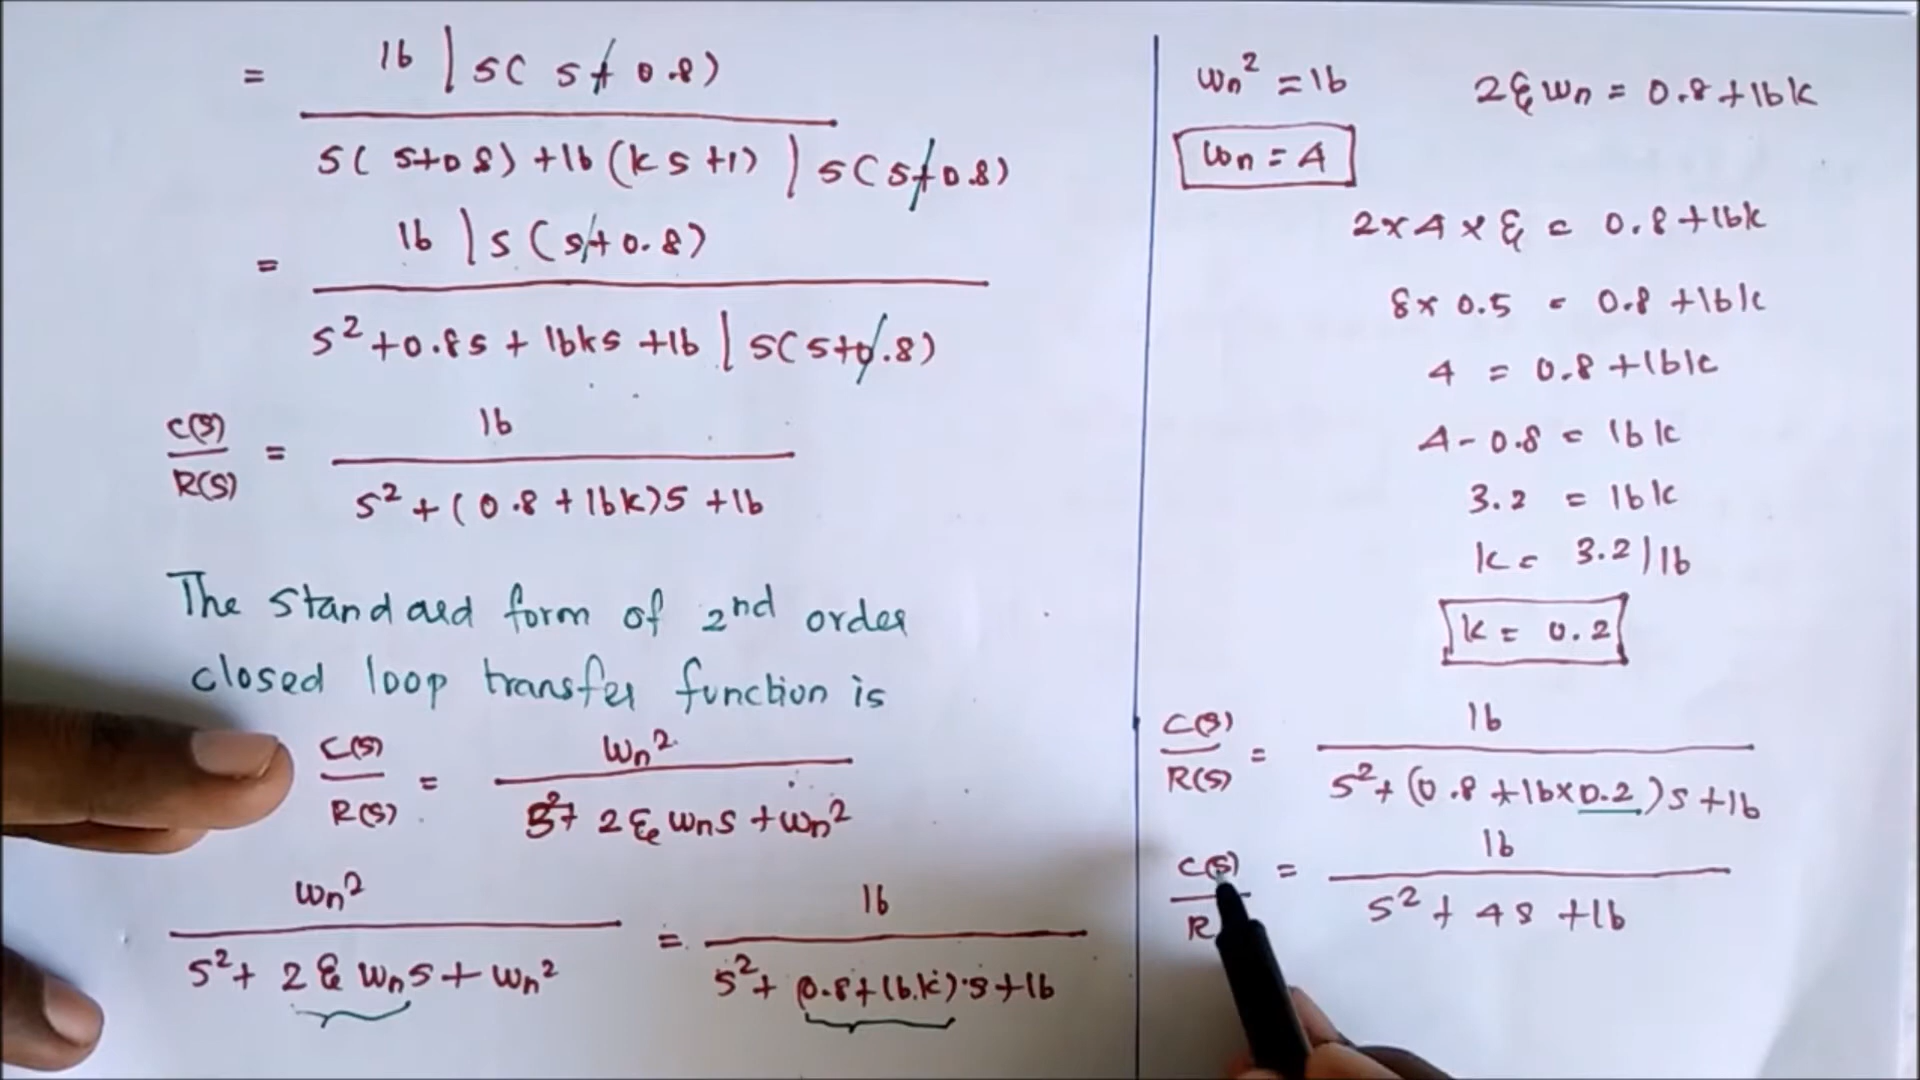 = 16 | s(s+0.8)
s(s+0.8) + 16 (ks+1) | s(s+0.8)
= 16 | s(s+0.8)
s² + 0.8s + 16ks + 16 | s(s+0.8)
C(S)/R(S) = 16
s² + (0.8 + 16k)s + 16
The standard form of 2nd order
closed loop transfer function is
C(S)/R(S) = ωn²
s² + 2ξωns + ωn²
ωn² = 16
s² + 2ξωns + ωn² s² + (0.8+16.k).s + 16
ωn² = 16 2ξωn = 0.8 + 16k
ωn = 4
2 x 4 x ξ = 0.8 + 16k
8 x 0.5 = 0.8 + 16k
4 = 0.8 + 16k
4 - 0.8 = 16k
3.2 = 16k
k = 3.2 | 16
k = 0.2
C(S)/R(S) = 16
s² + (0.8 + 16x0.2)s + 16
C(S)/R = 16
s² + 4s + 16